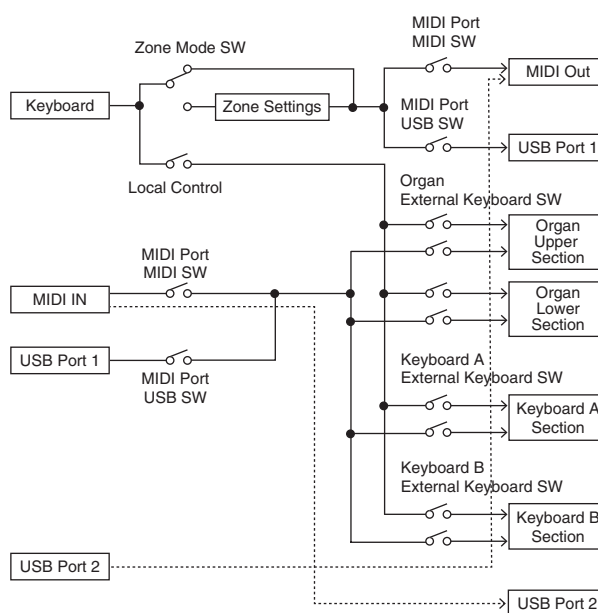 Zone Mode SW
Keyboard
Zone Settings
Local Control
MIDI Port
MIDI SW
MIDI Out
MIDI Port
USB SW
USB Port 1
Organ
External Keyboard SW
Organ
Upper
Section
Organ
Lower
Section
MIDI Port
MIDI SW
MIDI IN
USB Port 1
MIDI Port
USB SW
Keyboard A
External Keyboard SW
Keyboard A
Section
Keyboard B
External Keyboard SW
Keyboard B
Section
USB Port 2
USB Port 2